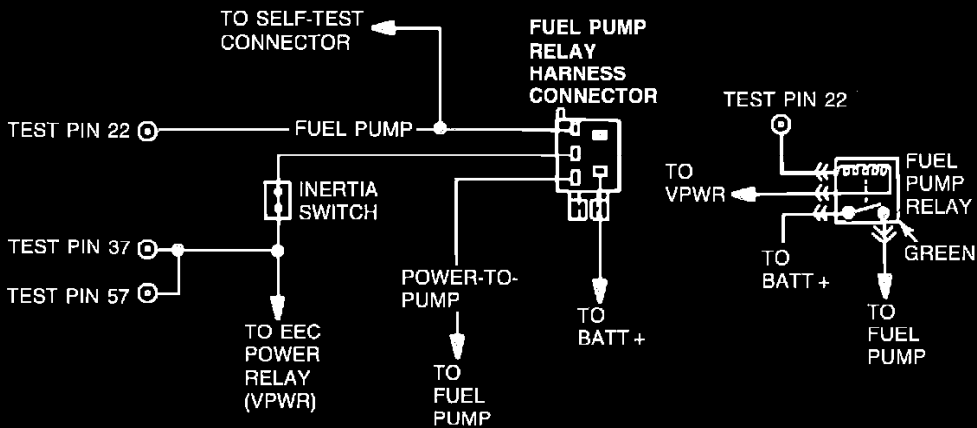 TO SELF-TEST
CONNECTOR
FUEL PUMP
RELAY
HARNESS
CONNECTOR
TEST PIN 22
FUEL PUMP
INERTIA
SWITCH
TEST PIN 37
TEST PIN 57
TO EEC
POWER
RELAY
(VPWR)
POWER-TO-
PUMP
TO
FUEL
PUMP
TO
BATT +
TEST PIN 22
TO
VPWR
FUEL
PUMP
RELAY
GREEN
TO
BATT +
TO
FUEL
PUMP